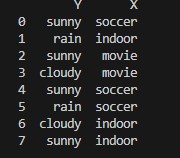 Y X
0 sunny soccer
1 rain indoor
2 sunny movie
3 cloudy movie
4 sunny soccer
5 rain soccer
6 cloudy indoor
7 sunny indoor